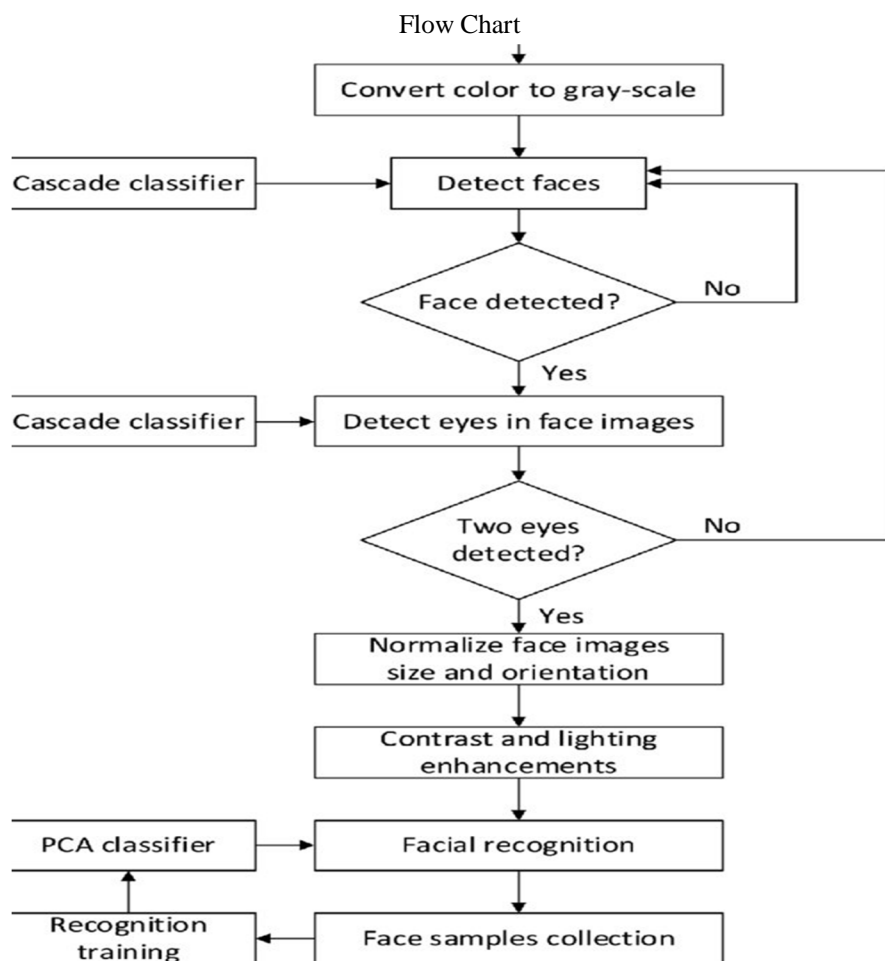 Flow Chart
Convert color to gray-scale
Cascade classifier
Detect faces
Face detected?
No
Yes
Cascade classifier
Detect eyes in face images
Two eyes
detected?
No
Yes
Normalize face images
size and orientation
Contrast and lighting
enhancements
PCA classifier
Facial recognition
Recognition
training
Face samples collection